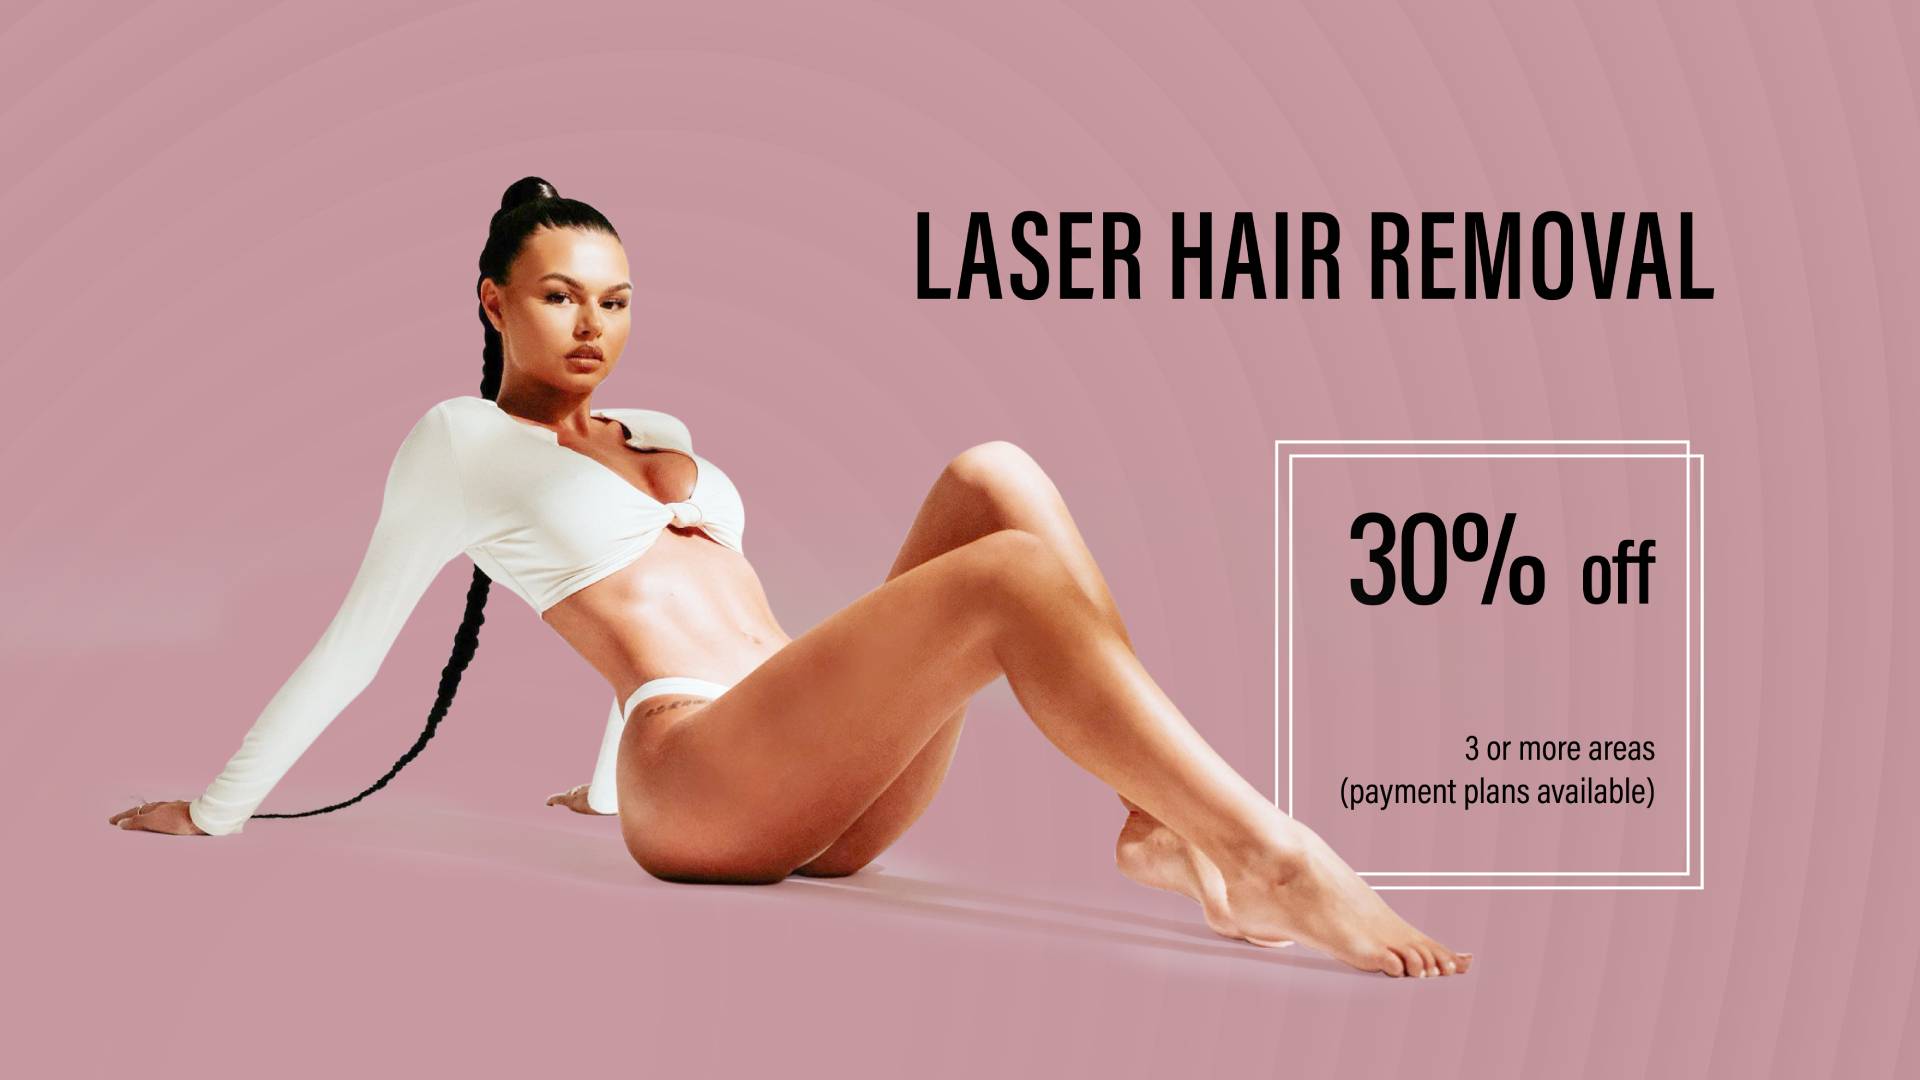 LASER HAIR REMOVAL
30% off
3 or more areas
(payment plans available)